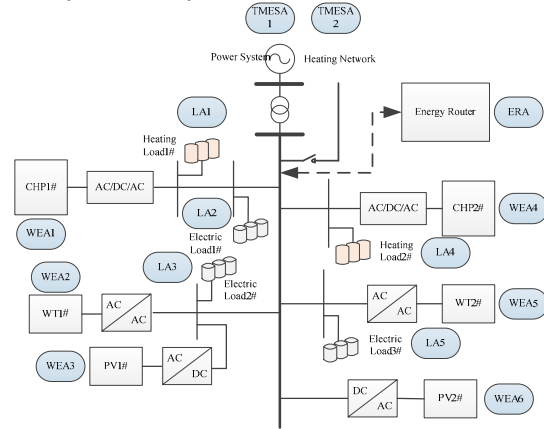 TMESA
1
TMESA
2
Power System
Heating Network
LA1
Energy Router
ERA
Heating
Load1#
CHP1#
AC/DC/AC
LA2
AC/DC/AC
CHP2#
WEA4
WEA1
Electric
Load1#
Heating
Load2#
LA4
WEA2
LA3
Electric
Load2#
WT1#
AC
AC
AC
AC
WT2#
WEA5
Electric
Load3#
LA5
WEA3
PV1#
AC
DC
DC
AC
PV2#
WEA6